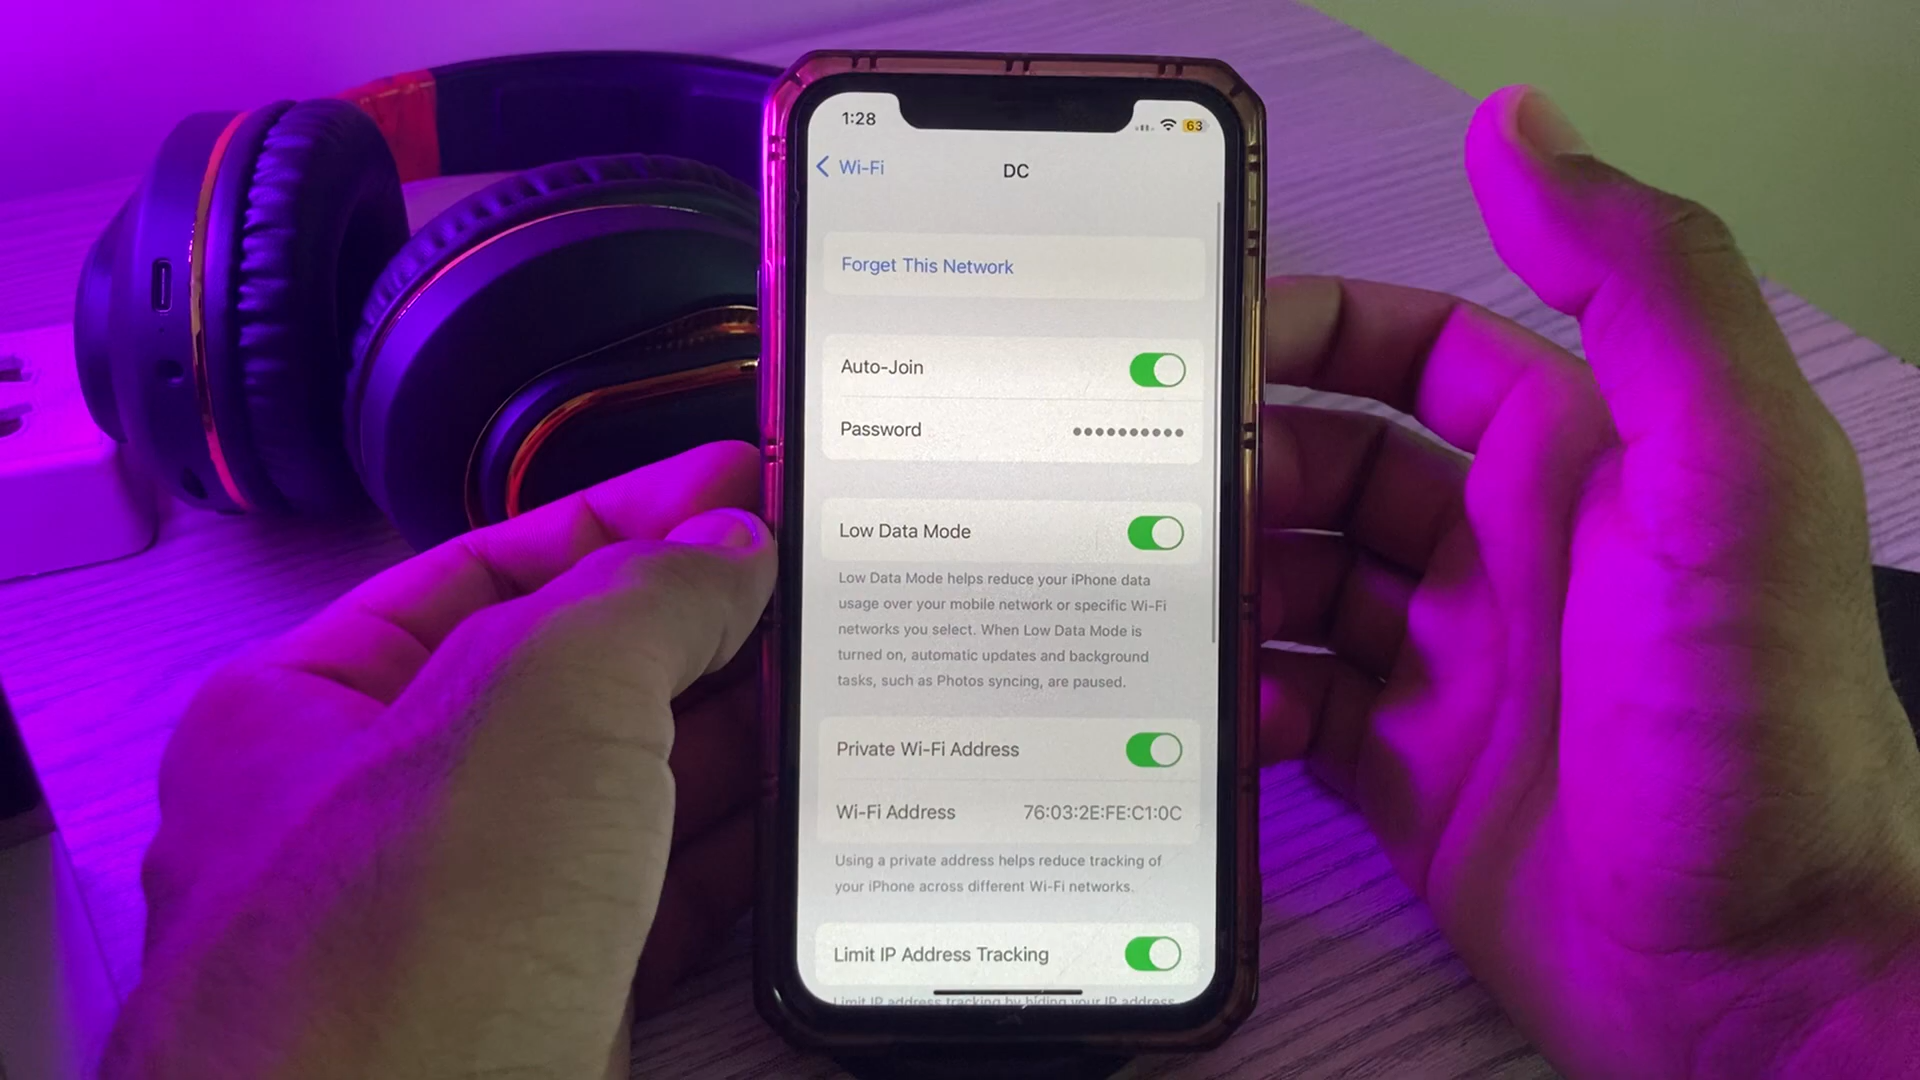 1:28
63
Wi-Fi
DC
Forget This Network
Auto-Join
Password ●●●●●●●●●●
Low Data Mode
Low Data Mode helps reduce your iPhone data
usage over your mobile network or specific Wi-Fi
networks you select. When Low Data Mode is
turned on, automatic updates and background
tasks, such as Photos syncing, are paused.
Private Wi-Fi Address
Wi-Fi Address 76:03:2E:FE:C1:0C
Using a private address helps reduce tracking of
your iPhone across different Wi-Fi networks.
Limit IP Address Tracking
Limit IP address tracking by hiding your IP address